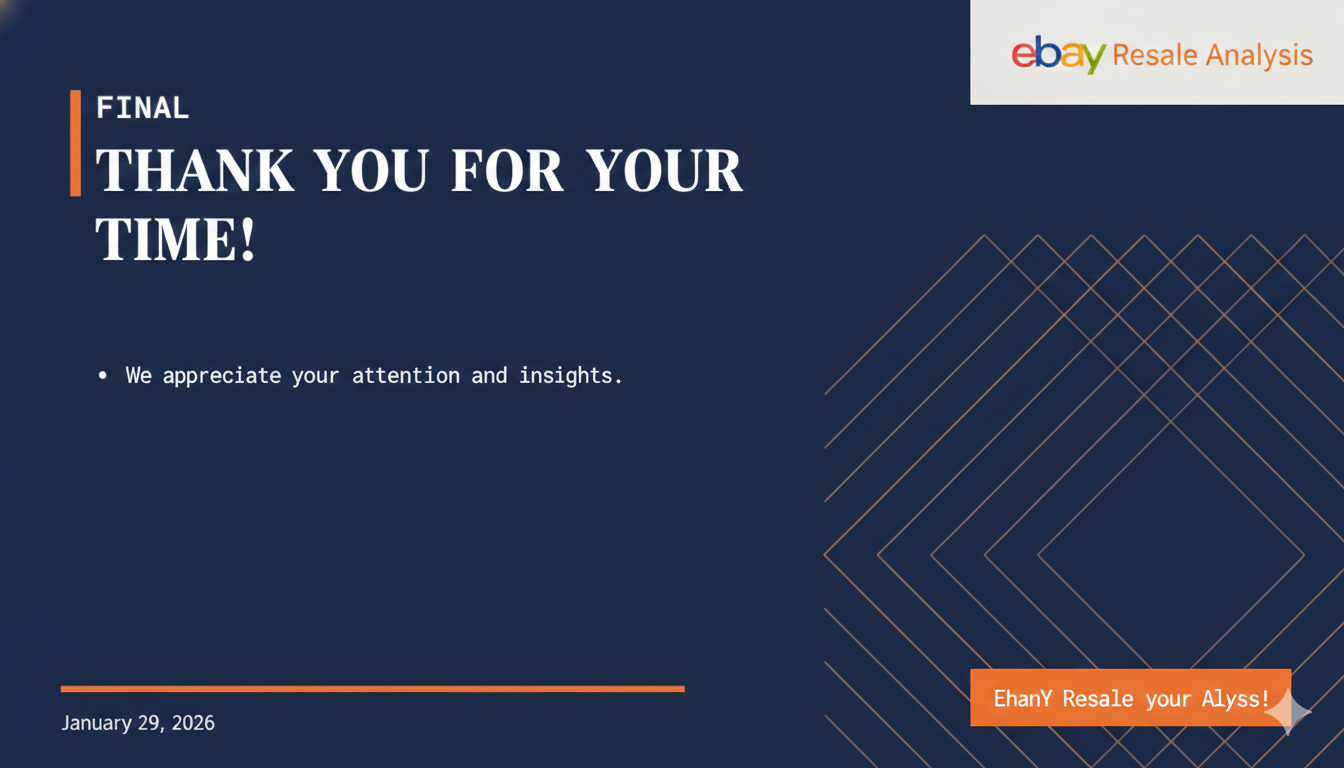 ebay Resale Analysis
FINAL
THANK YOU FOR YOUR
TIME!
• We appreciate your attention and insights.
January 29, 2026
EhanY Resale your Alyss!